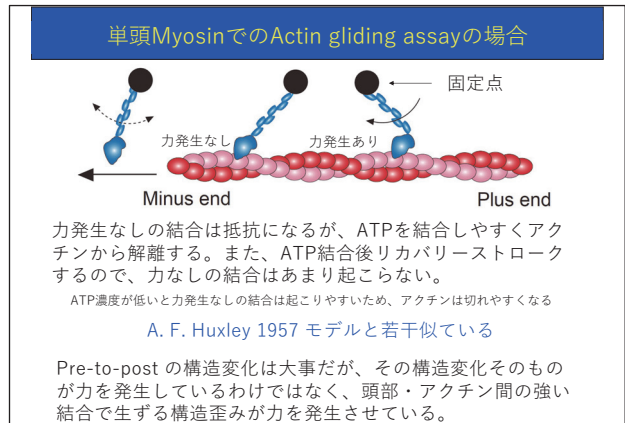 単頭MyosinでのActin gliding assayの場合
固定点
力発生なし
力発生あり
Minus end
Plus end
力発生なしの結合は抵抗になるが、ATPを結合しやすくアク
チンから解離する。また、ATP結合後リカバリーストローク
するので、力なしの結合はあまり起こらない。
ATP濃度が低いと力発生なしの結合は起こりやすいため、アクチンは切れやすくなる
A. F. Huxley 1957 モデルと若干似ている
Pre-to-post の構造変化は大事だが、その構造変化そのもの
が力を発生しているわけではなく、頭部・アクチン間の強い
結合で生ずる構造歪みが力を発生させている。